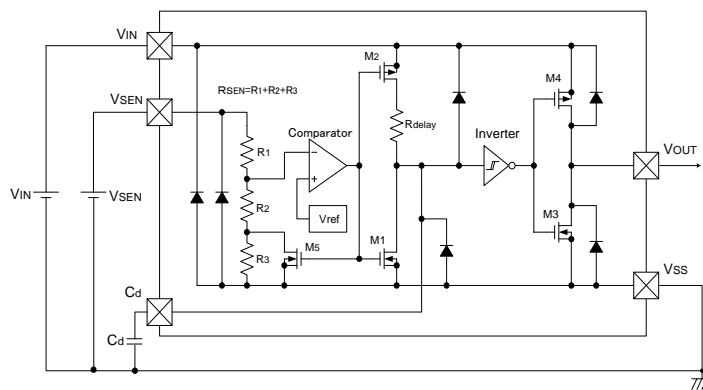 VIN
M2
M4
RSEN=R1+R2+R3
VSEN
Rdelay
Comparator
Inverter
R1
−
VOUT
+
VIN
VSEN
R2
Vref
M3
M5
M1
R3
Cd
VSS
Cd